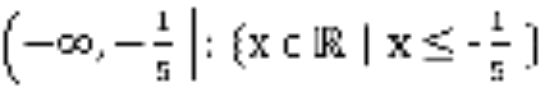 (−∞, −1/5 |: {x ⊂ ℝ | x ≤ -1/5 }